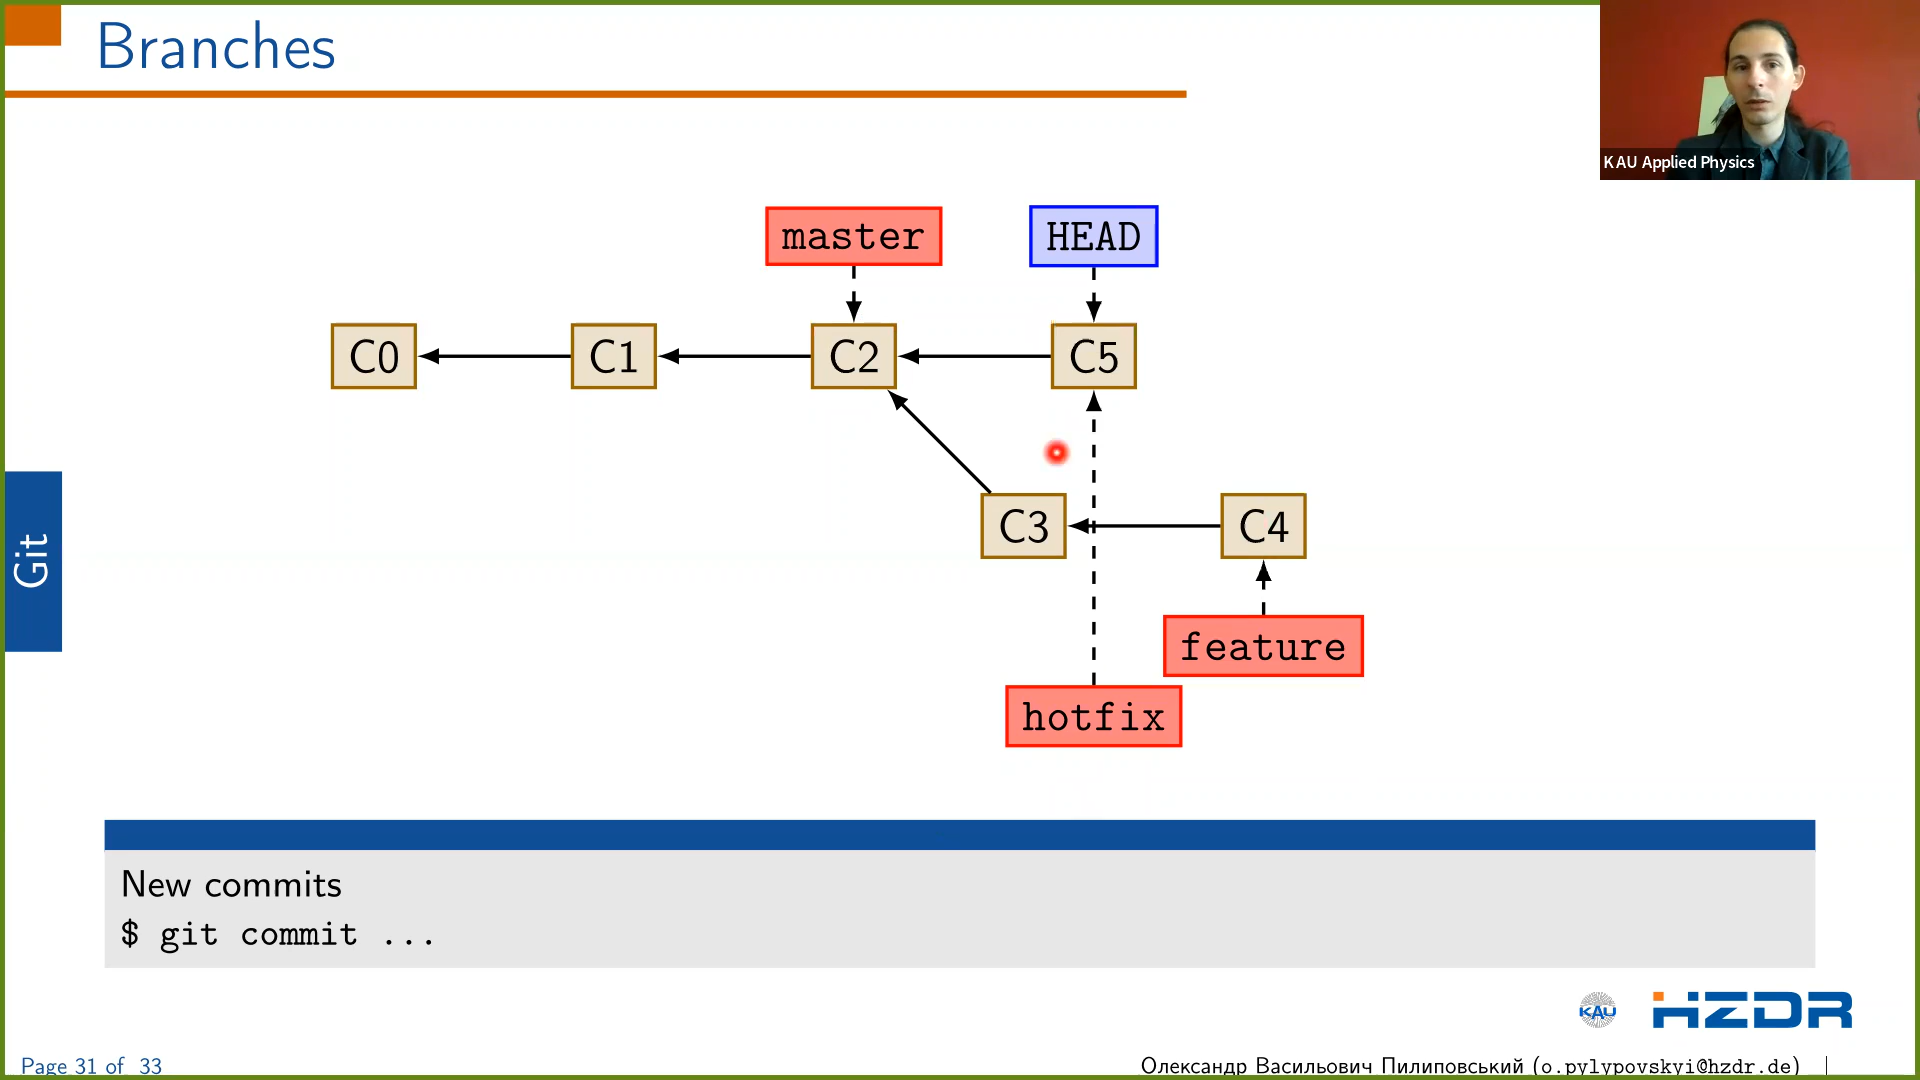 Branches
KAU Applied Physics
master
HEAD
C0
C1
C2
C5
C3
C4
feature
hotfix
Git
New commits
$ git commit ...
KAU
HZDR
Page 31 of 33
Олександр Васильович Пилиповський (o.pylypovskyi@hzdr.de)